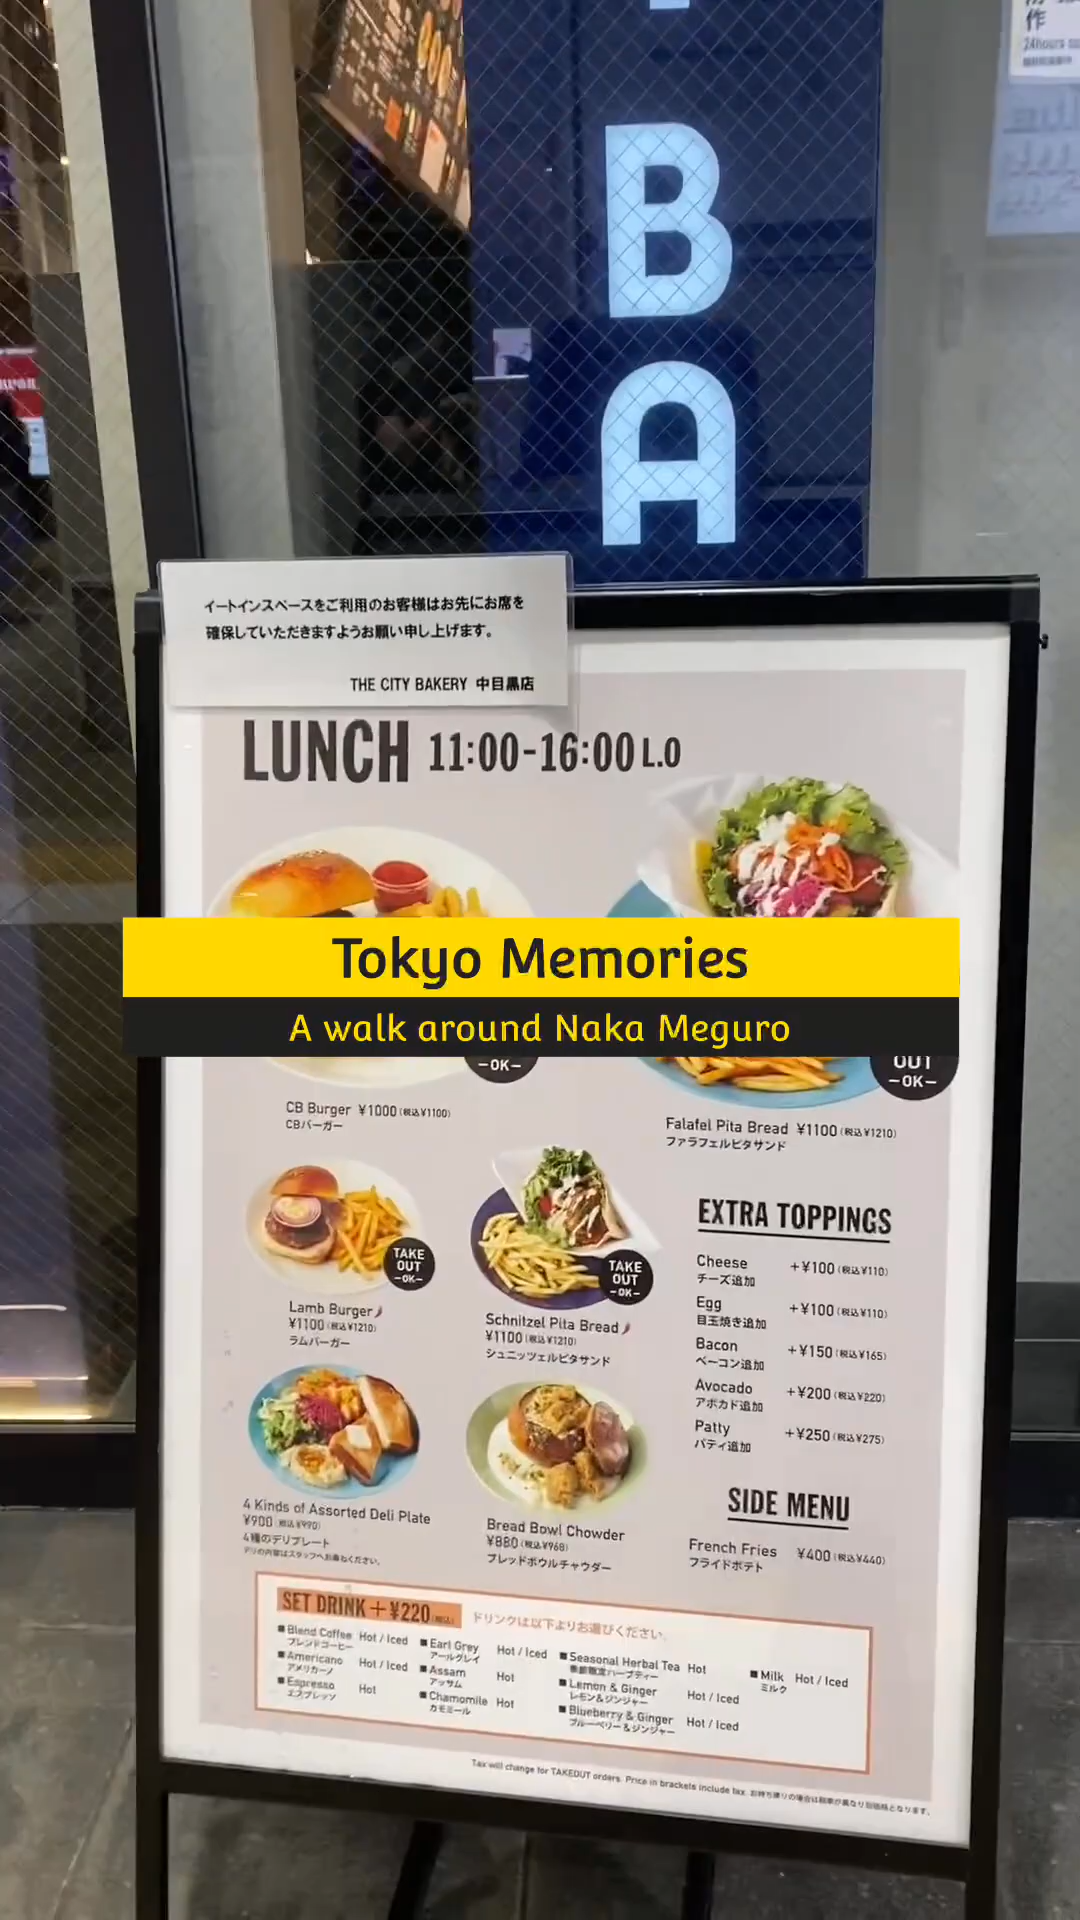 B
A
作
24hours
イートインスペースをご利用のお客様はお先にお席を
確保していただきますようお願い申し上げます。
THE CITY BAKERY 中目黒店
LUNCH 11:00-16:00 L.O
Tokyo Memories
A walk around Naka Meguro
-OK-
OUT
-OK-
CB Burger ¥1000 (税込¥1100)
CBバーガー
Falafel Pita Bread ¥1100 (税込¥1210)
ファラフェルピタサンド
TAKE
OUT
-OK-
Lamb Burger
¥1100 (税込¥1210)
ラムバーガー
TAKE
OUT
-OK-
Schnitzel Pita Bread
¥1100 (税込¥1210)
シュニッツェルピタサンド
EXTRA TOPPINGS
Cheese +¥100 (税込¥110)
チーズ追加
Egg +¥100 (税込¥110)
目玉焼き追加
Bacon +¥150 (税込¥165)
ベーコン追加
Avocado +¥200 (税込¥220)
アボカド追加
Patty +¥250 (税込¥275)
パティ追加
4 Kinds of Assorted Deli Plate
¥900 (税込¥990)
4種のデリプレート
デリの内容はスタッフへお尋ねください。
Bread Bowl Chowder
¥880 (税込¥968)
ブレッドボウルチャウダー
SIDE MENU
French Fries ¥400 (税込¥440)
フライドポテト
SET DRINK +¥220 (税込)
ドリンクは以下よりお選びください。
Blend Coffee Hot / Iced
ブレンドコーヒー
Americano Hot / Iced
アメリカーノ
Espresso Hot
エスプレッソ
Earl Grey Hot / Iced
アールグレイ
Assam Hot
アッサム
Chamomile Hot
カモミール
Seasonal Herbal Tea Hot
季節限定ハーブティー
Lemon & Ginger Hot / Iced
レモン&ジンジャー
Blueberry & Ginger Hot / Iced
ブルーベリー&ジンジャー
Milk Hot / Iced
ミルク
Tax will change for TAKEOUT orders. Price in brackets include tax. お持ち帰りの場合は税率が異なり別価格となります。